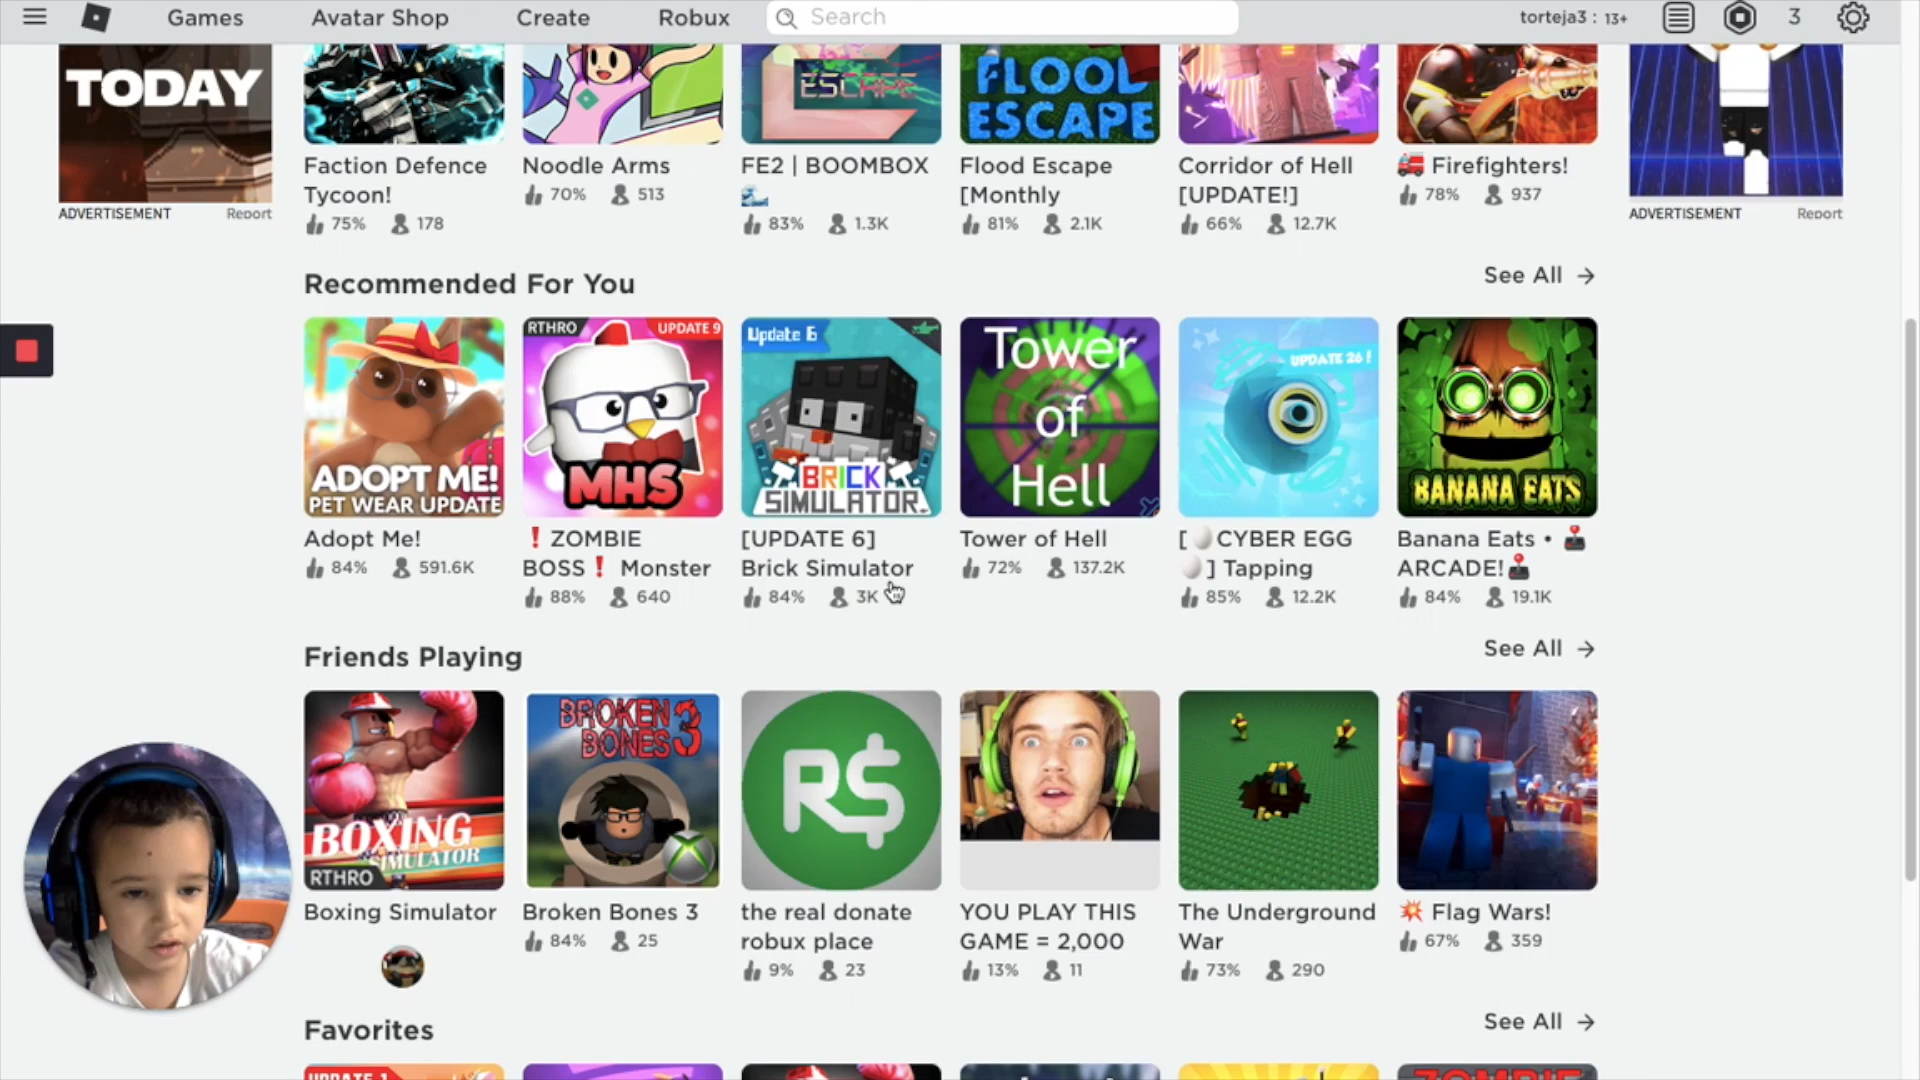 Games
Avatar Shop
Create
Robux
Search
torteja3 : 13+
3
TODAY
ADVERTISEMENT
Report
ESCAPE
FLOOD
ESCAPE
ADVERTISEMENT
Report
Faction Defence
Tycoon!
75% 178
Noodle Arms
70% 513
FE2 | BOOMBOX
🌊
83% 1.3K
Flood Escape
[Monthly
81% 2.1K
Corridor of Hell
[UPDATE!]
66% 12.7K
🚒 Firefighters!
78% 937
Recommended For You
See All →
ADOPT ME!
PET WEAR UPDATE
RTHRO
UPDATE 9
MHS
Update 6
BRICK
SIMULATOR
Tower
of
Hell
UPDATE 26 !
BANANA EATS
Adopt Me!
84% 591.6K
❗ ZOMBIE
BOSS❗ Monster
88% 640
[UPDATE 6]
Brick Simulator
84% 3K
Tower of Hell
72% 137.2K
[🥚CYBER EGG
🥚] Tapping
85% 12.2K
Banana Eats • 🕹️
ARCADE!🕹️
84% 19.1K
Friends Playing
See All →
BOXING
SIMULATOR
RTHRO
BROKEN
BONES 3
R$
Boxing Simulator
Broken Bones 3
84% 25
the real donate
robux place
9% 23
YOU PLAY THIS
GAME = 2,000
13% 11
The Underground
War
73% 290
💥 Flag Wars!
67% 359
Favorites
See All →
UPDATE 1
ZOMBIE